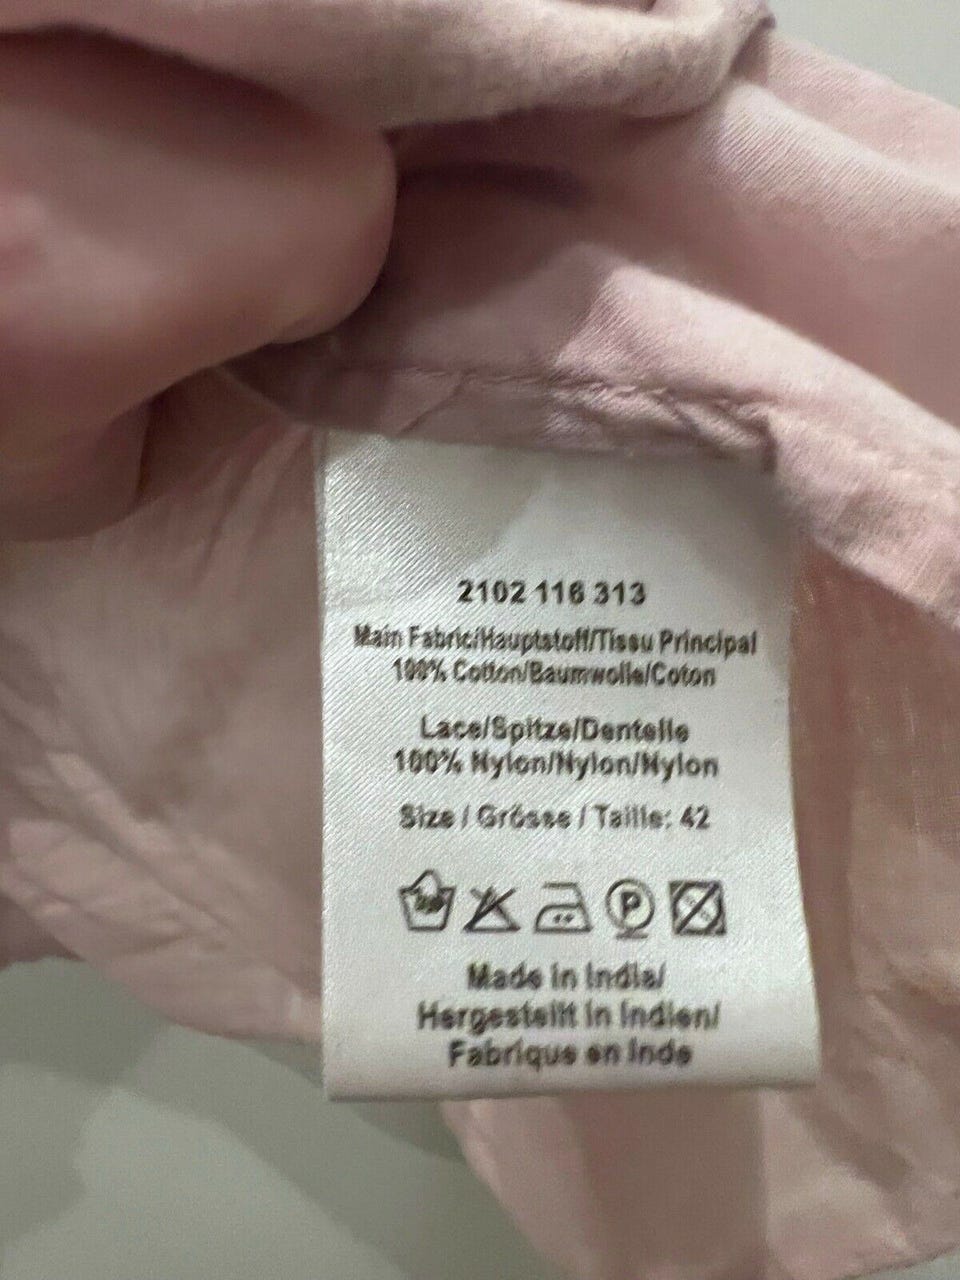 2102 116 313
Main Fabric/Hauptstoff/Tissu Principal
100% Cotton/Baumwolle/Coton
Lace/Spitze/Dentelle
100% Nylon/Nylon/Nylon
Size / Grösse / Taille: 42
P
Made in India/
Hergestellt in Indien/
Fabrique en Inde